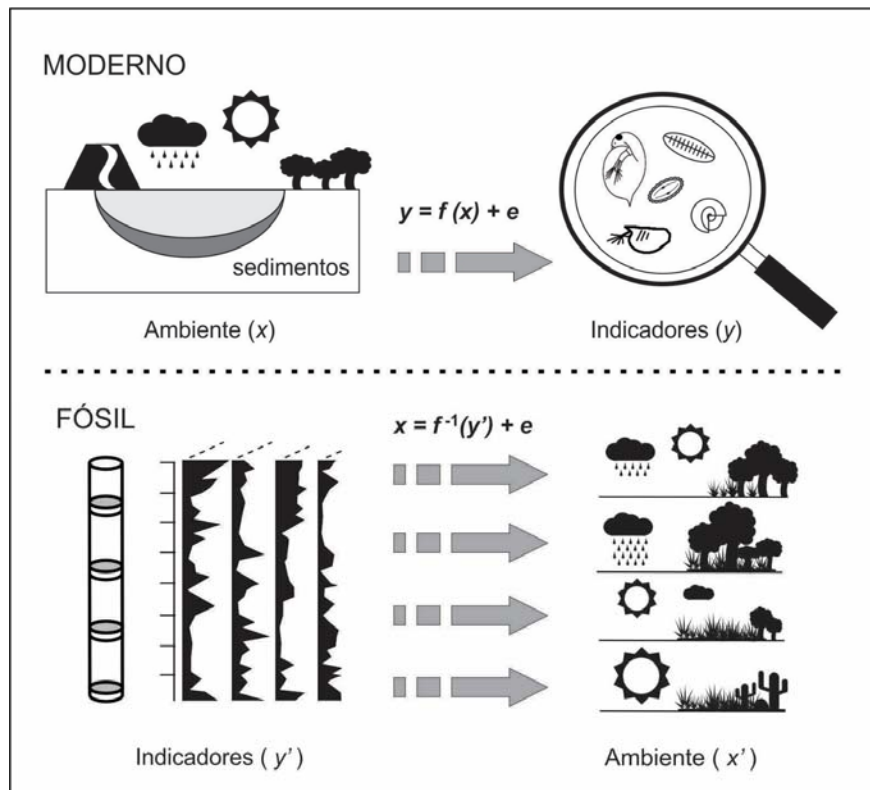 MODERNO
y = f (x) + e
sedimentos
Ambiente (x)
Indicadores (y)
FÓSIL
x = f⁻¹(y') + e
Indicadores ( y' )
Ambiente ( x' )